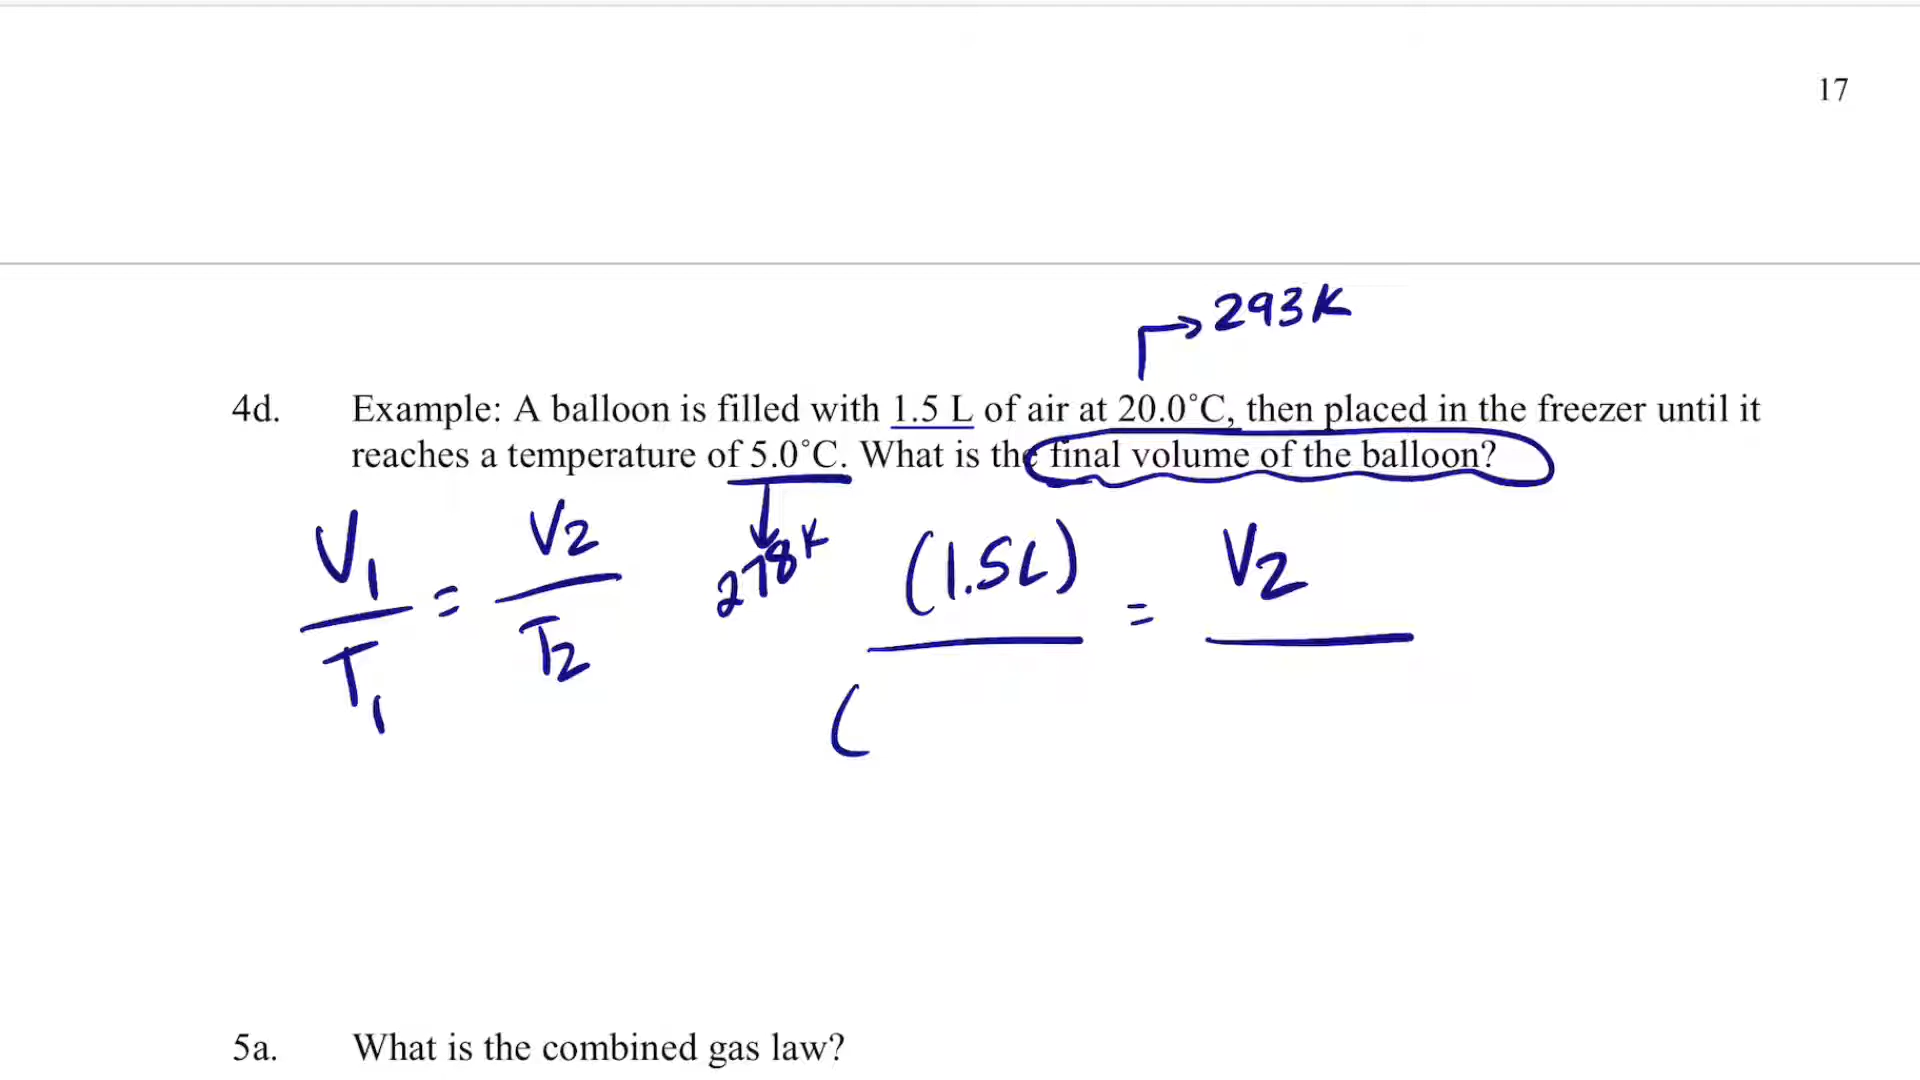 17
293K
4d. Example: A balloon is filled with 1.5 L of air at 20.0˚C, then placed in the freezer until it
reaches a temperature of 5.0˚C. What is the final volume of the balloon?
V1/T1 = V2/T2
278K
(1.5L)/( = V2/
5a. What is the combined gas law?